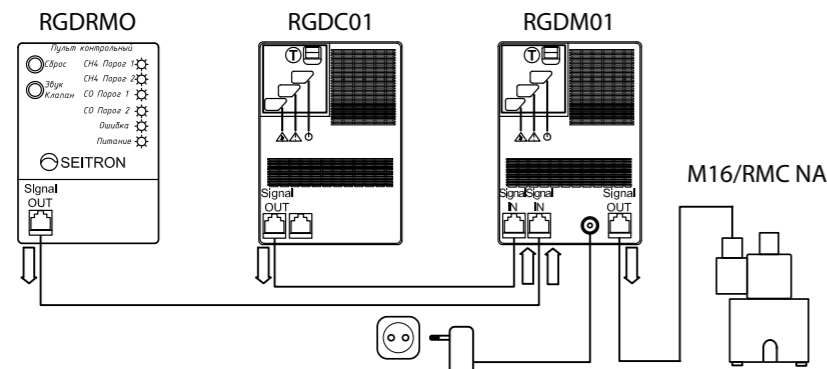 RGDRMO
RGDC01
RGDM01
Пульт контрольный
Сброс
Звук
Клапан
CH4 Порог 1
CH4 Порог 2
CO Порог 1
CO Порог 2
Ошибка
Питание
SEITRON
Signal
OUT
T
Signal
OUT
T
Signal
IN
Signal
IN
Signal
OUT
M16/RMC NA